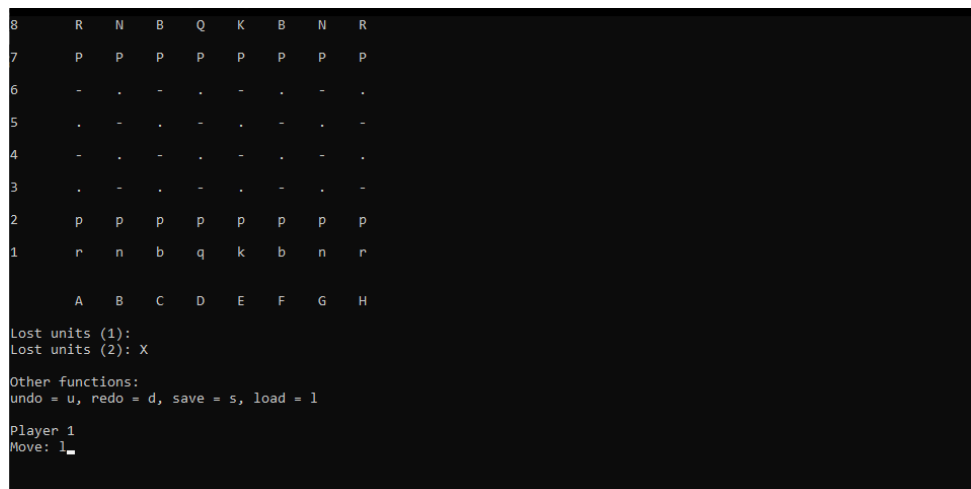 8 R N B Q K B N R
7 P P P P P P P P
6 - . - . - . - .
5 . - . - . - . -
4 - . - . - . - .
3 . - . - . - . -
2 p p p p p p p p
1 r n b q k b n r
A B C D E F G H
Lost units (1):
Lost units (2): X
Other functions:
undo = u, redo = d, save = s, load = l
Player 1
Move: l